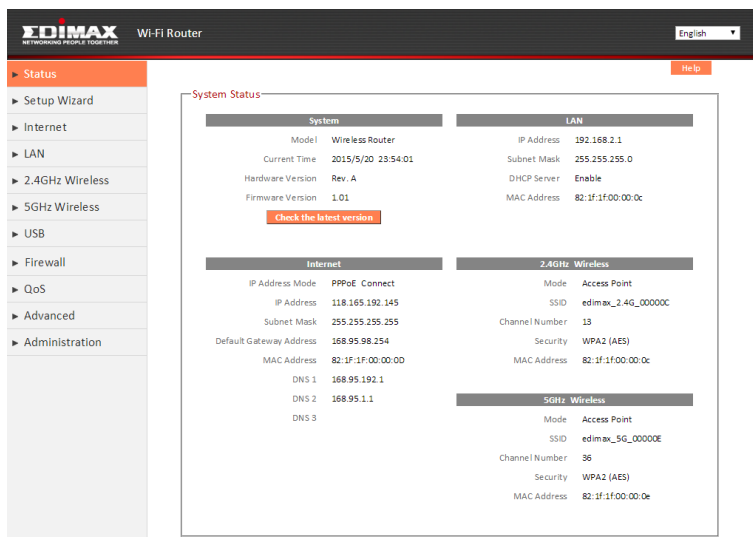 EDIMAX
NETWORKING PEOPLE TOGETHER
Wi-Fi Router
English
Help
Status
Setup Wizard
Internet
LAN
2.4GHz Wireless
5GHz Wireless
USB
Firewall
QoS
Advanced
Administration
System Status
System
Model Wireless Router
Current Time 2015/5/20 23:54:01
Hardware Version Rev. A
Firmware Version 1.01
Check the latest version
LAN
IP Address 192.168.2.1
Subnet Mask 255.255.255.0
DHCP Server Enable
MAC Address 82:1f:1f:00:00:0c
Internet
IP Address Mode PPPoE Connect
IP Address 118.165.192.145
Subnet Mask 255.255.255.255
Default Gateway Address 168.95.98.254
MAC Address 82:1F:1F:00:00:0D
DNS 1 168.95.192.1
DNS 2 168.95.1.1
DNS 3
2.4GHz Wireless
Mode Access Point
SSID edimax_2.4G_00000C
Channel Number 13
Security WPA2 (AES)
MAC Address 82:1f:1f:00:00:0c
5GHz Wireless
Mode Access Point
SSID edimax_5G_00000E
Channel Number 36
Security WPA2 (AES)
MAC Address 82:1f:1f:00:00:0e